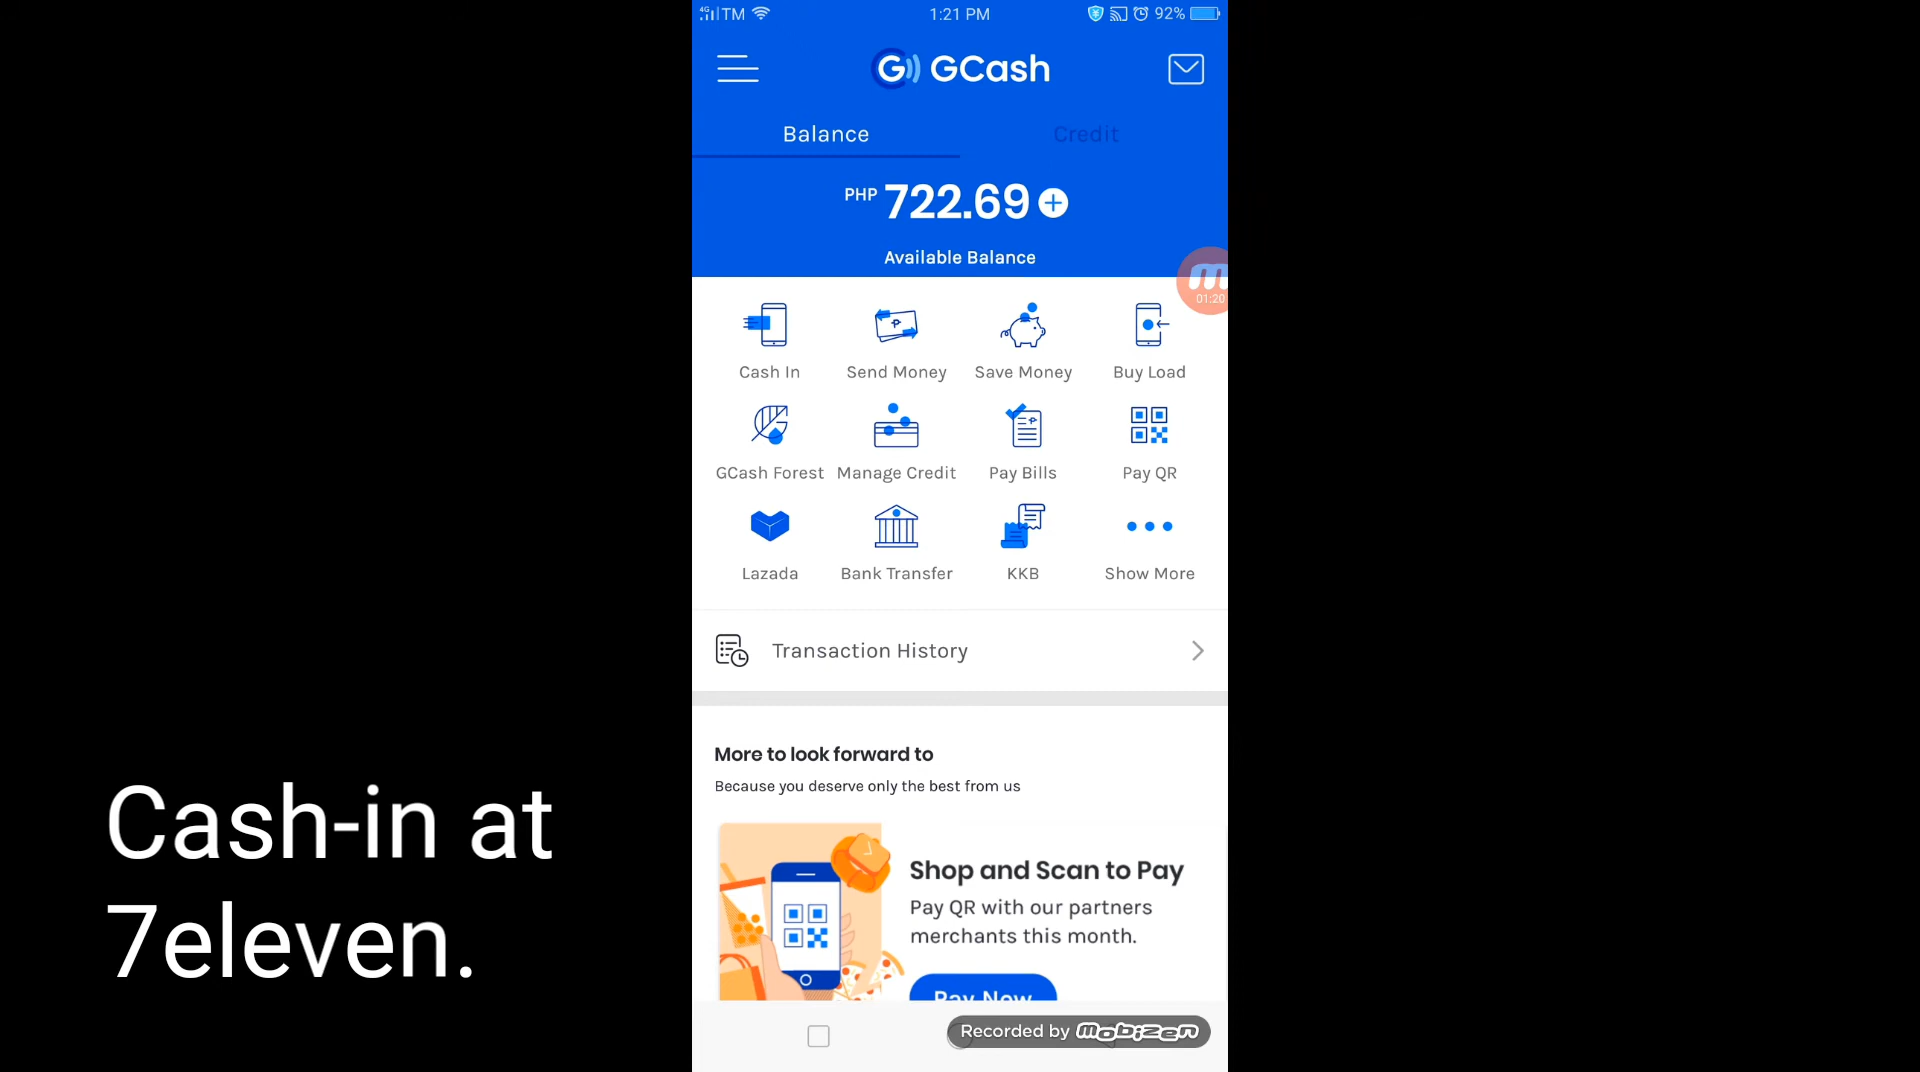 4G TM 1:21 PM 92%
G GCash
Balance Credit
PHP 722.69
Available Balance
01:20
Cash In Send Money Save Money Buy Load
GCash Forest Manage Credit Pay Bills Pay QR
Lazada Bank Transfer KKB Show More
Transaction History
More to look forward to
Because you deserve only the best from us
Shop and Scan to Pay
Pay QR with our partners
merchants this month.
Pay Now
Recorded by mobizen
Cash-in at
7eleven.